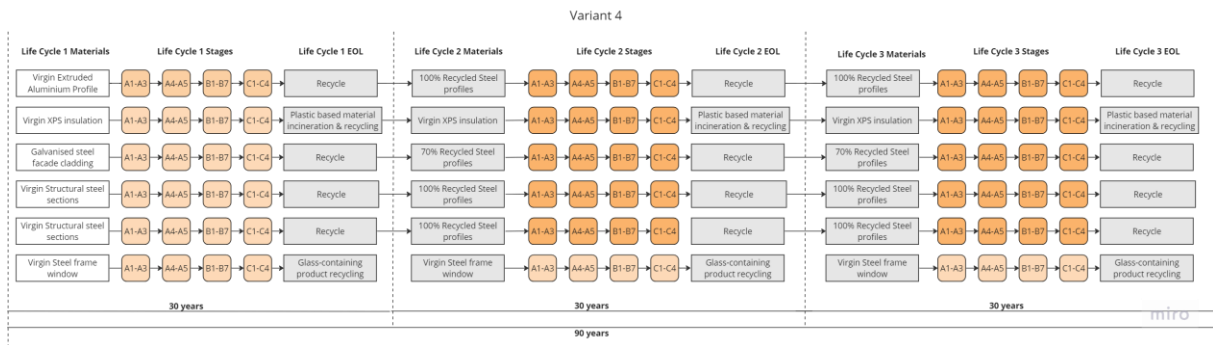 Variant 4
Life Cycle 1 Materials Life Cycle 1 Stages Life Cycle 1 EOL Life Cycle 2 Materials Life Cycle 2 Stages Life Cycle 2 EOL Life Cycle 3 Materials Life Cycle 3 Stages Life Cycle 3 EOL
Virgin Extruded
Aluminium Profile
A1-A3 A4-A5 B1-B7 C1-C4
Recycle
100% Recycled Steel
profiles
A1-A3 A4-A5 B1-B7 C1-C4
Recycle
100% Recycled Steel
profiles
A1-A3 A4-A5 B1-B7 C1-C4
Recycle
Virgin XPS insulation
A1-A3 A4-A5 B1-B7 C1-C4
Plastic based material
incineration & recycling
Virgin XPS insulation
A1-A3 A4-A5 B1-B7 C1-C4
Plastic based material
incineration & recycling
Virgin XPS insulation
A1-A3 A4-A5 B1-B7 C1-C4
Plastic based material
incineration & recycling
Galvanised steel
facade cladding
A1-A3 A4-A5 B1-B7 C1-C4
Recycle
70% Recycled Steel
profiles
A1-A3 A4-A5 B1-B7 C1-C4
Recycle
70% Recycled Steel
profiles
A1-A3 A4-A5 B1-B7 C1-C4
Recycle
Virgin Structural steel
sections
A1-A3 A4-A5 B1-B7 C1-C4
Recycle
100% Recycled Steel
profiles
A1-A3 A4-A5 B1-B7 C1-C4
Recycle
100% Recycled Steel
profiles
A1-A3 A4-A5 B1-B7 C1-C4
Recycle
Virgin Structural steel
sections
A1-A3 A4-A5 B1-B7 C1-C4
Recycle
100% Recycled Steel
profiles
A1-A3 A4-A5 B1-B7 C1-C4
Recycle
100% Recycled Steel
profiles
A1-A3 A4-A5 B1-B7 C1-C4
Recycle
Virgin Steel frame
window
A1-A3 A4-A5 B1-B7 C1-C4
Glass-containing
product recycling
Virgin Steel frame
window
A1-A3 A4-A5 B1-B7 C1-C4
Glass-containing
product recycling
Virgin Steel frame
window
A1-A3 A4-A5 B1-B7 C1-C4
Glass-containing
product recycling
30 years 30 years 30 years
miro
90 years